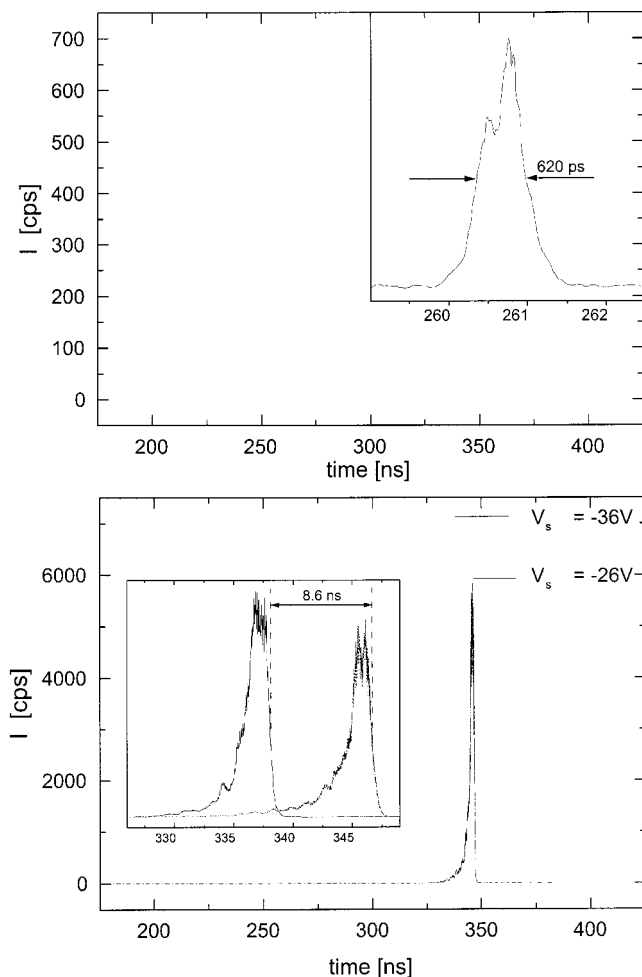 700
600
500
400
300
200
100
0
I [cps]
620 ps
260 261 262
200 250 300 350 400
time [ns]
V_s = -36V
V_s = -26V
6000
4000
2000
0
I [cps]
8.6 ns
330 335 340 345
200 250 300 350 400
time [ns]